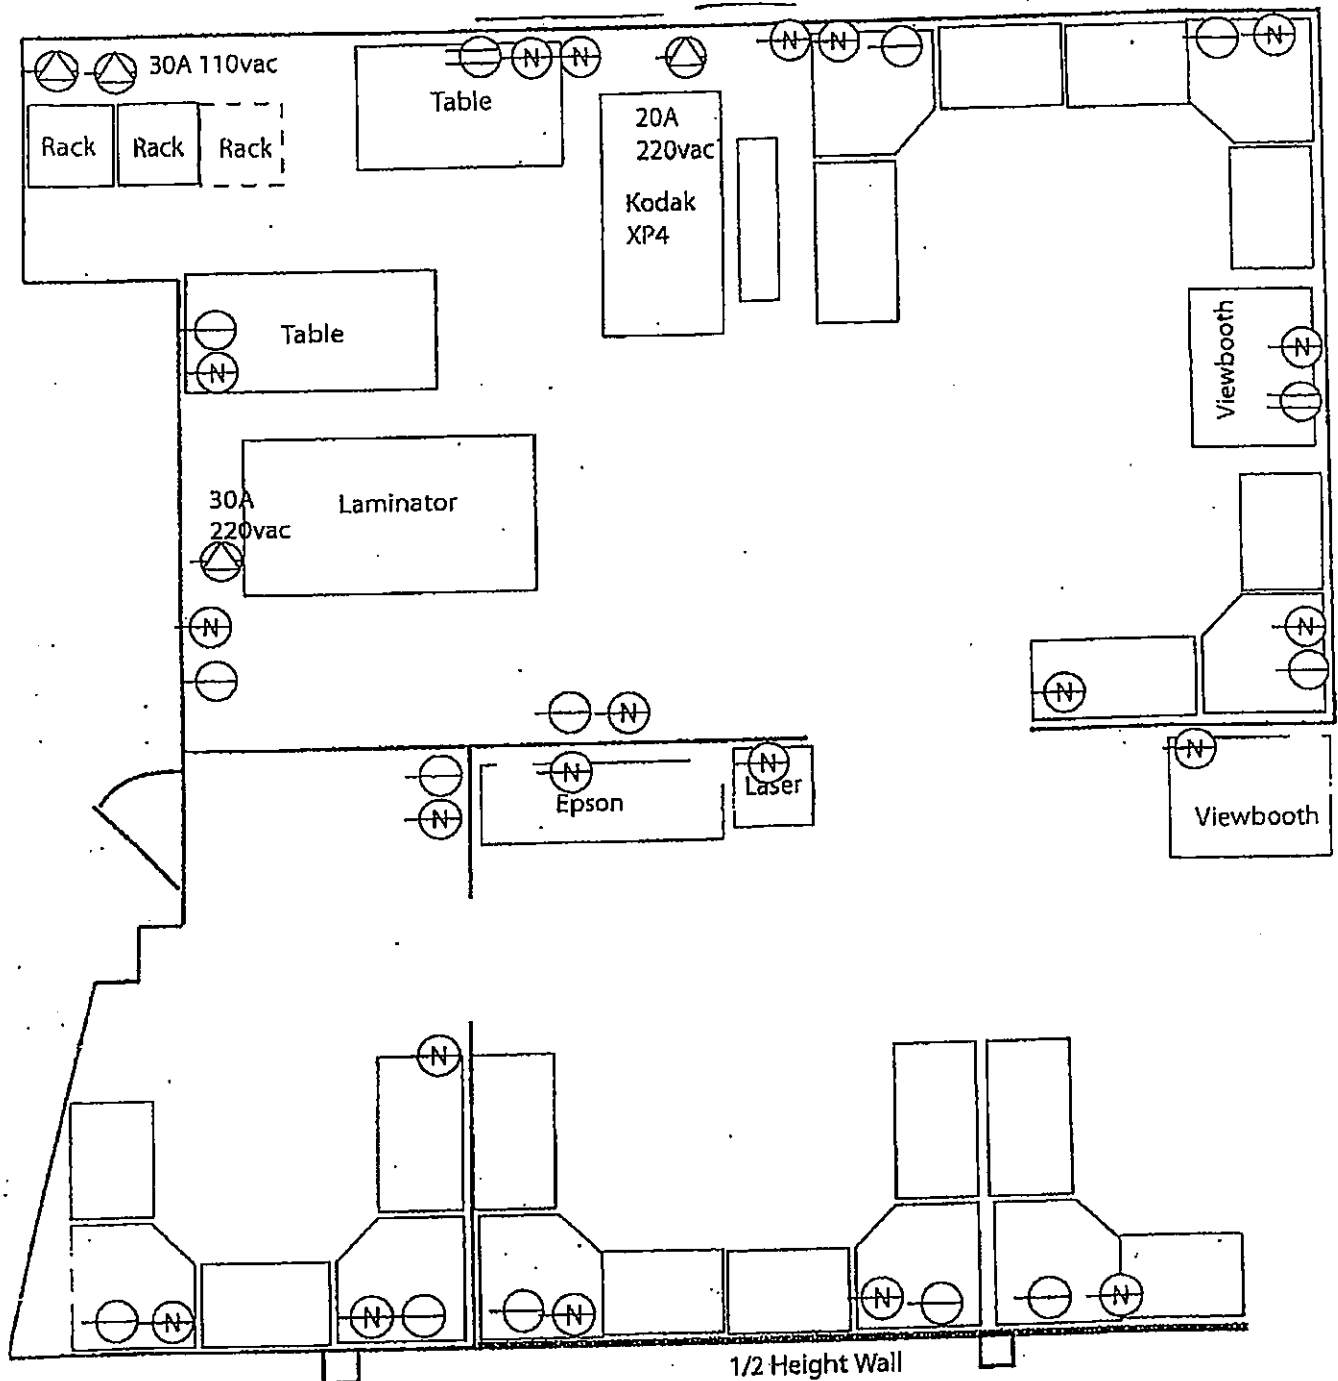 30A 110vac
N
N
N
N
N
Table
Rack
Rack
Rack
20A
220vac
Kodak
XP4
Table
N
Viewbooth
N
30A
220vac
Laminator
N
N
N
N
N
N
N
N
Epson
Laser
Viewbooth
N
N
N
N
N
N
N
1/2 Height Wall